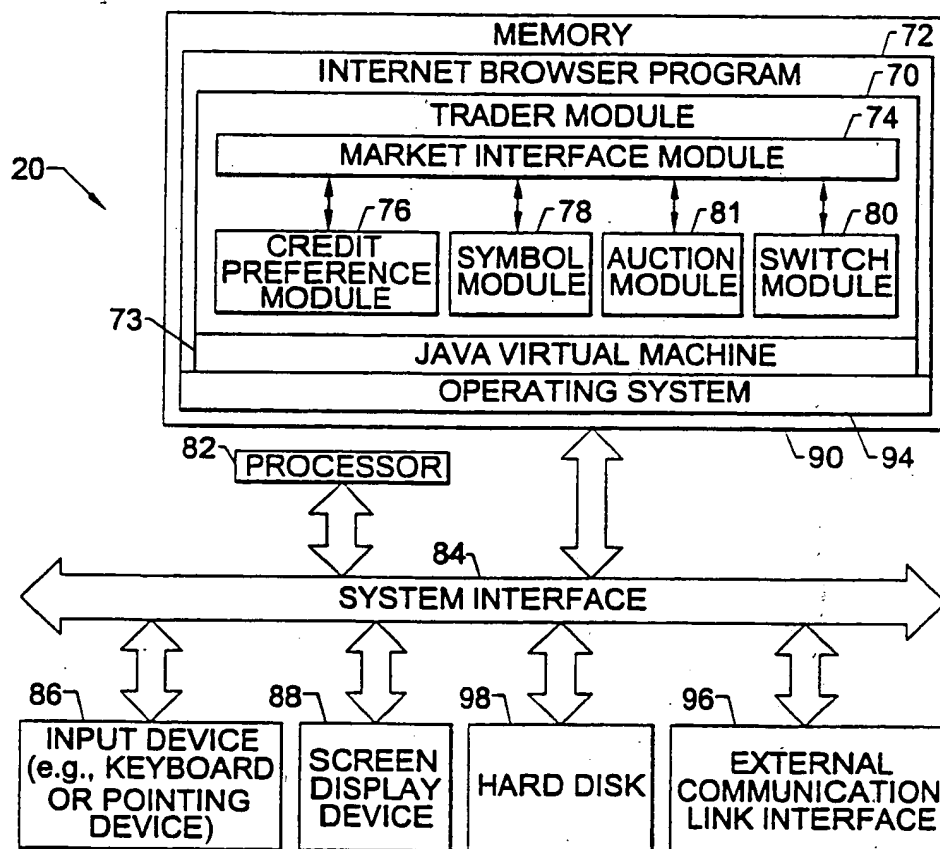 MEMORY
72
INTERNET BROWSER PROGRAM
70
TRADER MODULE
74
MARKET INTERFACE MODULE
20
76
78
81
80
CREDIT
PREFERENCE
MODULE
SYMBOL
MODULE
AUCTION
MODULE
SWITCH
MODULE
73
JAVA VIRTUAL MACHINE
OPERATING SYSTEM
82
90
94
PROCESSOR
84
SYSTEM INTERFACE
86
88
98
96
INPUT DEVICE
(e.g., KEYBOARD
OR POINTING
DEVICE)
SCREEN
DISPLAY
DEVICE
HARD DISK
EXTERNAL
COMMUNICATION
LINK INTERFACE